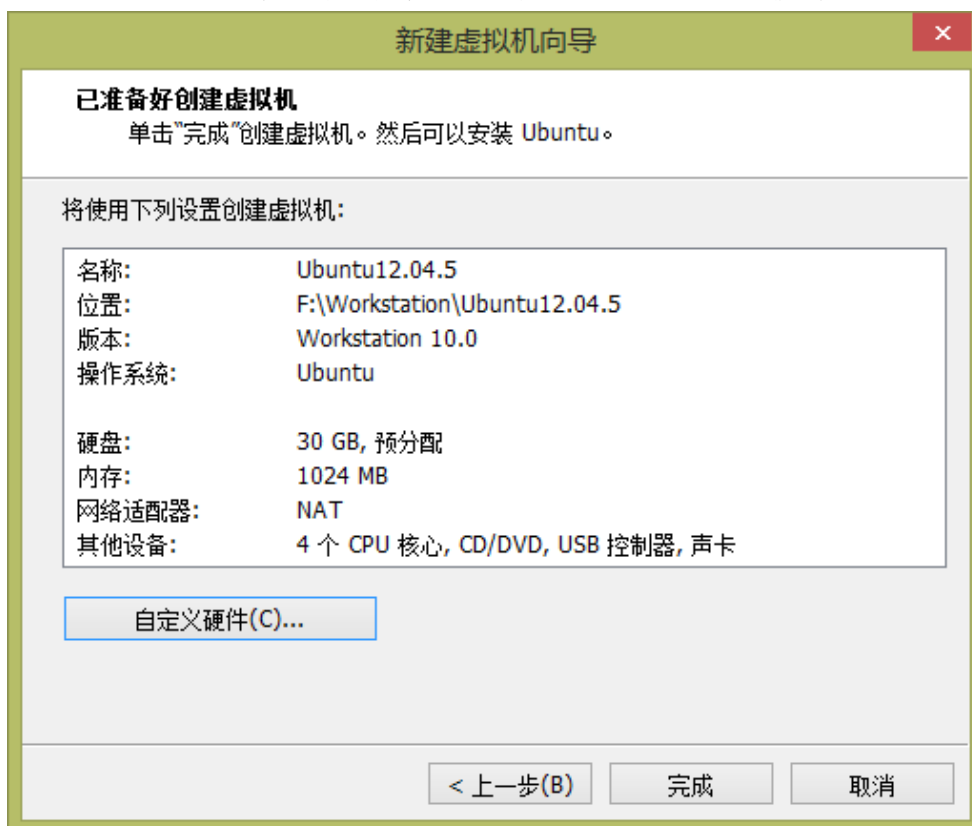 新建虚拟机向导
已准备好创建虚拟机
单击"完成"创建虚拟机。然后可以安装 Ubuntu。
将使用下列设置创建虚拟机:
名称: Ubuntu12.04.5
位置: F:\Workstation\Ubuntu12.04.5
版本: Workstation 10.0
操作系统: Ubuntu
硬盘: 30 GB, 预分配
内存: 1024 MB
网络适配器: NAT
其他设备: 4 个 CPU 核心, CD/DVD, USB 控制器, 声卡
自定义硬件(C)...
< 上一步(B) 完成 取消